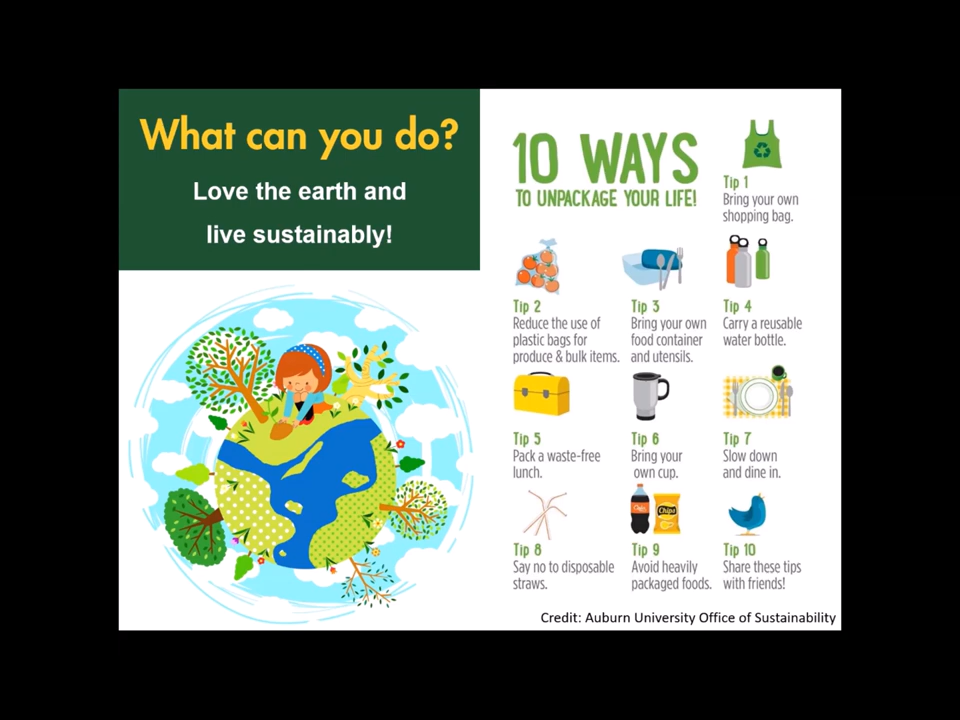 What can you do?
Love the earth and
live sustainably!
10 WAYS
TO UNPACKAGE YOUR LIFE!
Tip 1
Bring your own
shopping bag.
Tip 2
Reduce the use of
plastic bags for
produce & bulk items.
Tip 3
Bring your own
food container
and utensils.
Tip 4
Carry a reusable
water bottle.
Tip 5
Pack a waste-free
lunch.
Tip 6
Bring your
own cup.
Tip 7
Slow down
and dine in.
Tip 8
Say no to disposable
straws.
Cola
Chips
Tip 9
Avoid heavily
packaged foods.
Tip 10
Share these tips
with friends!
Credit: Auburn University Office of Sustainability